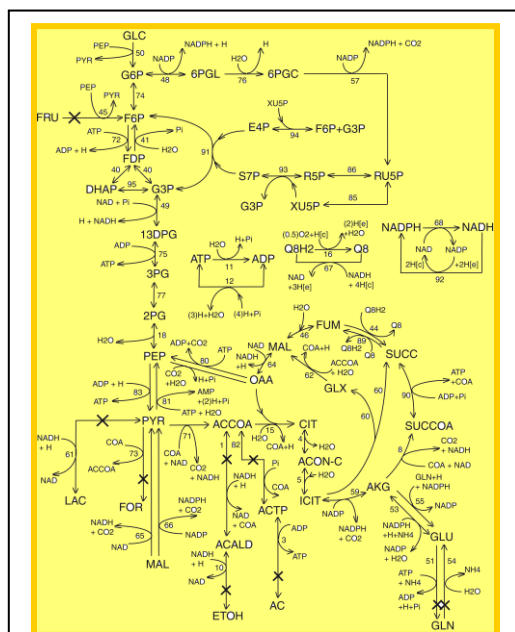 GLC
PEP
50
PYR
NADP
NADPH + H
H2O
H
NADP
NADPH + CO2
G6P
48
6PGL
76
6PGC
57
74
PEP
PYR
45
FRU
F6P
XU5P
E4P
94
F6P+G3P
ATP
72
41
Pi
ADP + H
H2O
FDP
91
40
40
S7P
93
R5P
86
RU5P
DHAP
95
G3P
85
G3P
XU5P
NAD + Pi
49
H + NADH
13DPG
ADP
75
ATP
3PG
77
2PG
18
H2O
H2O
H+Pi
ATP
11
ADP
12
(3)H+H2O
(4)H+Pi
(0.5)O2+H[c]
(2)H[e]
+H2O
Q8H2
16
Q8
67
NAD
+3H[e]
NADH
+ 4H[c]
NADPH
68
NADH
NAD
NADP
2H[c]
+2H[e]
92
H2O
46
FUM
Q8H2
44
Q8H2
89
Q8
Q8
SUCC
PEP
ADP+CO2
80
ATP
NAD
NADH
+H
64
MAL
COA+H
62
ACCOA
+ H2O
CO2
+H2O
H+Pi
OAA
GLX
60
60
ADP + H
83
ATP
81
AMP
+(2)H+Pi
ATP + H2O
90
ATP
+COA
ADP+Pi
SUCCOA
PYR
ACCOA
15
H2O
COA+H
CIT
NADH
+ H
61
NAD
LAC
COA
73
ACCOA
FOR
71
COA
+ NAD
CO2
+ NADH
1
82
Pi
COA
4
H2O
ACON-C
5
ICIT
59
NADP
NADPH
+ CO2
AKG
8
CO2
+ NADH
COA + NAD
GLN+H
+ NADPH
55
NADP
53
NADPH
+H+NH4
NADP
+ H2O
GLU
NADH
+ H
NAD
+ COA
ACTP
NADH
+ CO2
65
NAD
66
NADPH
+ CO2
NADP
MAL
ACALD
NADH
+ H
10
NAD
ETOH
ADP
3
ATP
AC
51
54
ATP
+ NH4
ADP
+H+Pi
NH4
H2O
GLN